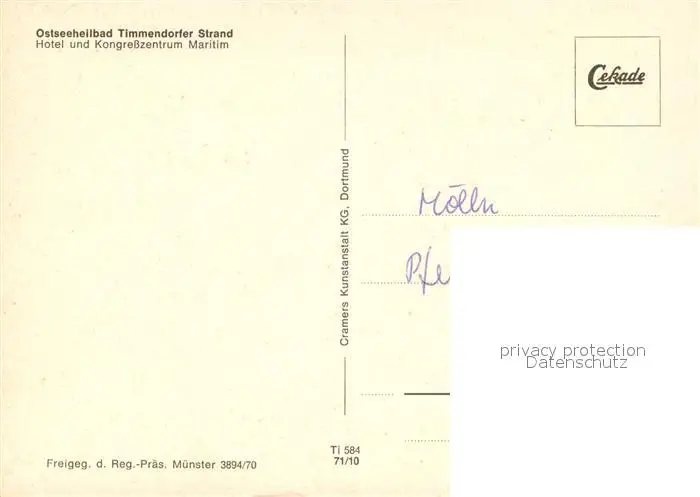 Ostseeheilbad Timmendorfer Strand
Hotel und Kongreßzentrum Maritim
Cekade
Cramers Kunstanstalt KG, Dortmund
Mölln
privacy protection
Datenschutz
Ti 584
71/10
Freigeg. d. Reg.-Präs. Münster 3894/70